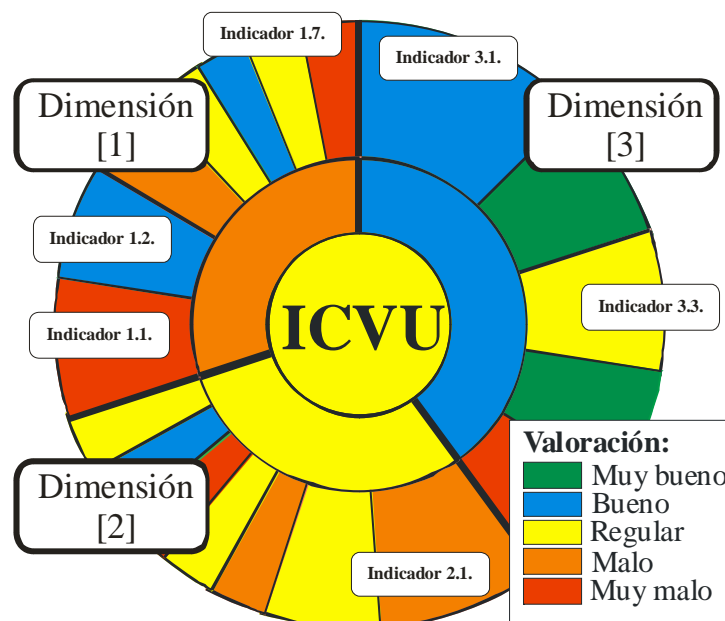 Indicador 1.7.
Indicador 3.1.
Dimensión
[1]
Dimensión
[3]
Indicador 1.2.
Indicador 3.3.
ICVU
Indicador 1.1.
Valoración:
Muy bueno
Bueno
Regular
Malo
Muy malo
Dimensión
[2]
Indicador 2.1.